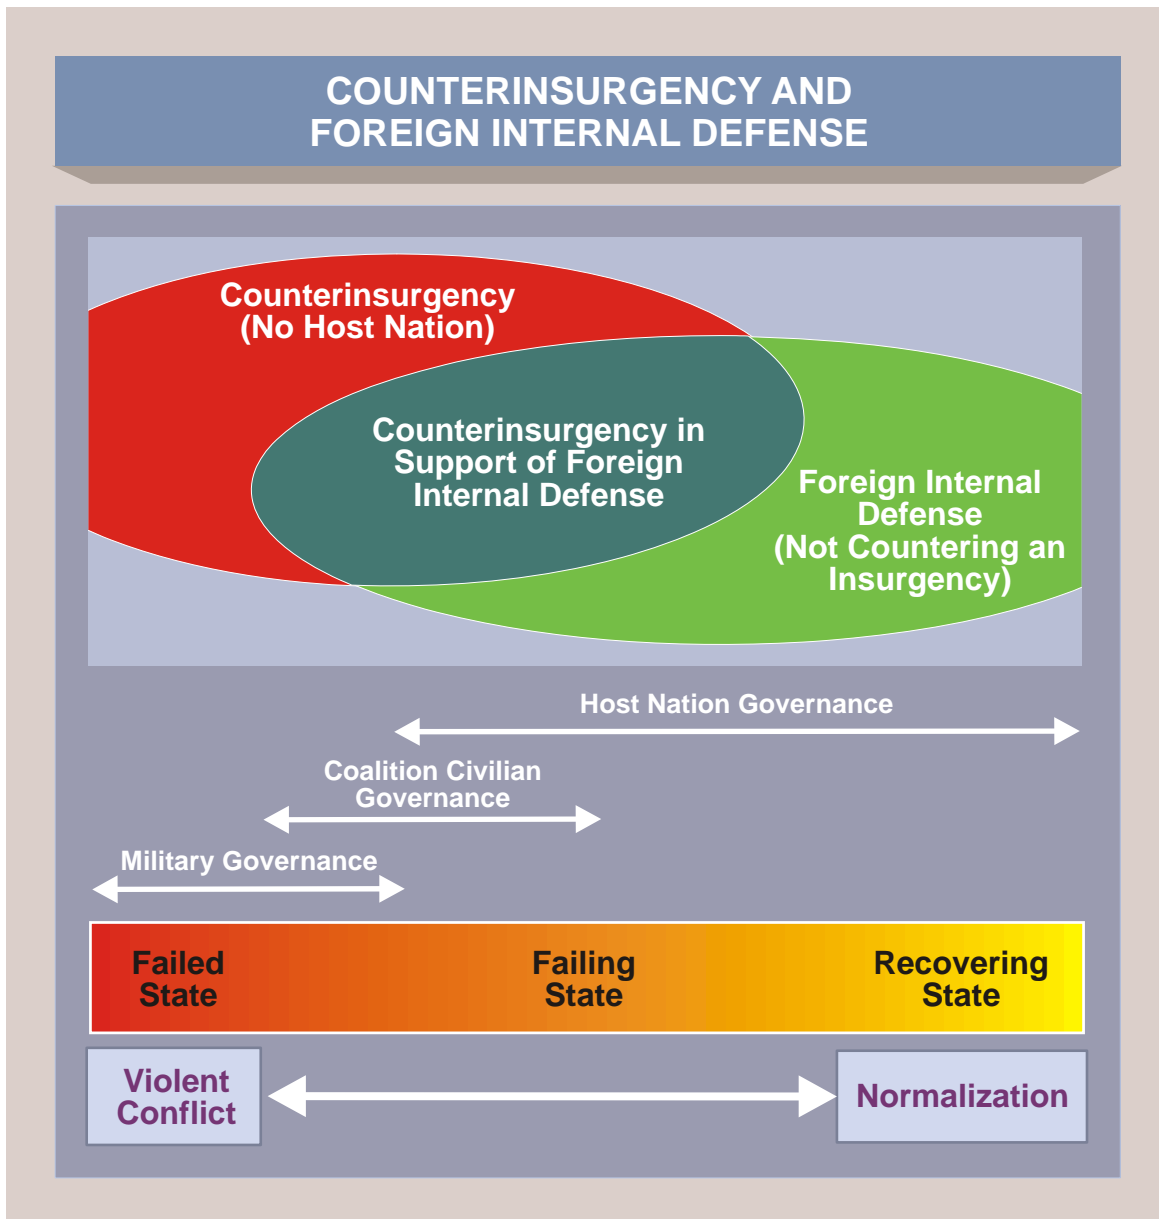 COUNTERINSURGENCY AND
FOREIGN INTERNAL DEFENSE
Counterinsurgency
(No Host Nation)
Counterinsurgency in
Support of Foreign
Internal Defense
Foreign Internal
Defense
(Not Countering an
Insurgency)
Host Nation Governance
Coalition Civilian
Governance
Military Governance
Failed
State
Failing
State
Recovering
State
Violent
Conflict
Normalization